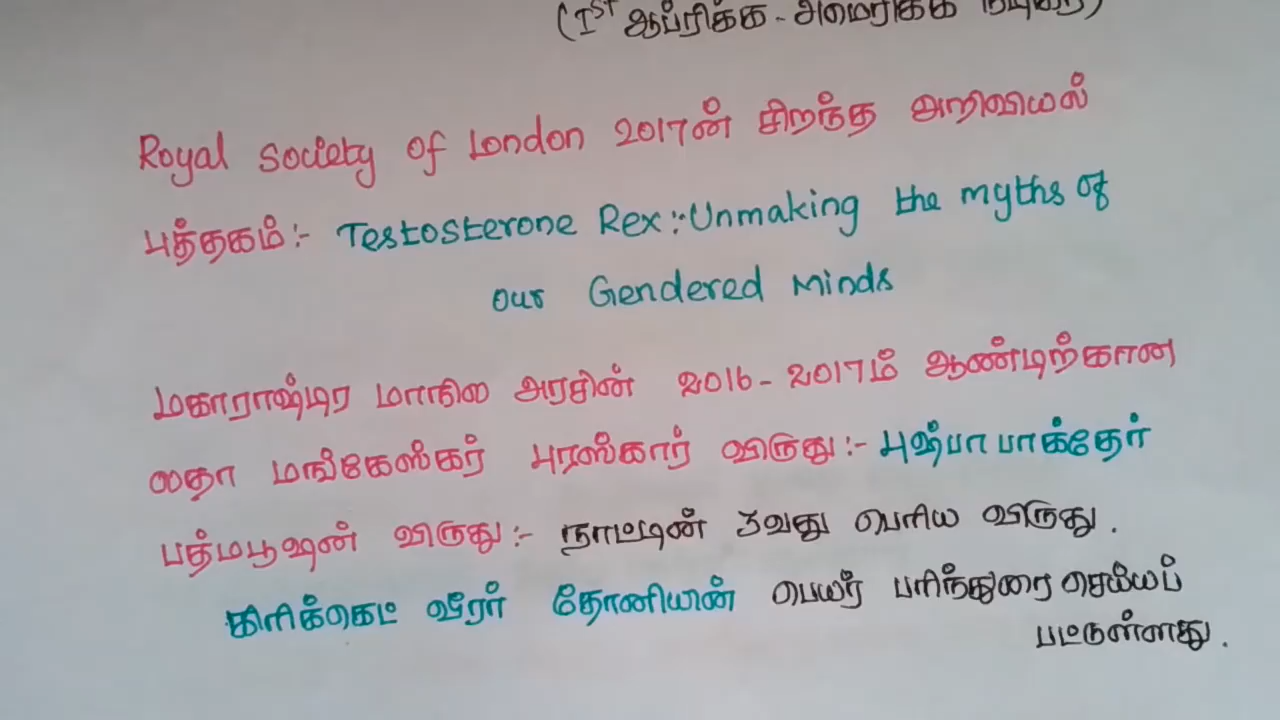 (1ST ஆப்ரிக்க - அமெரிக்க
Royal Society of London 2017ன் சிறந்த அறிவியல்
புத்தகம்:- Testosterone Rex:-Unmaking the myths of
our Gendered Minds
மகாராஷ்டிர மாநில அரசின் 2016-2017ம் ஆண்டிற்கான
லதா மங்கேஸ்கர் புரஸ்கார் விருது:- புஷ்பா பாக்தேர்
பத்மபூஷன் விருது:- நாட்டின் 3வது பெரிய விருது.
கிரிக்கெட் வீரர் தோனியின் பெயர் பரிந்துரை செய்யப்
பட்டுள்ளது.